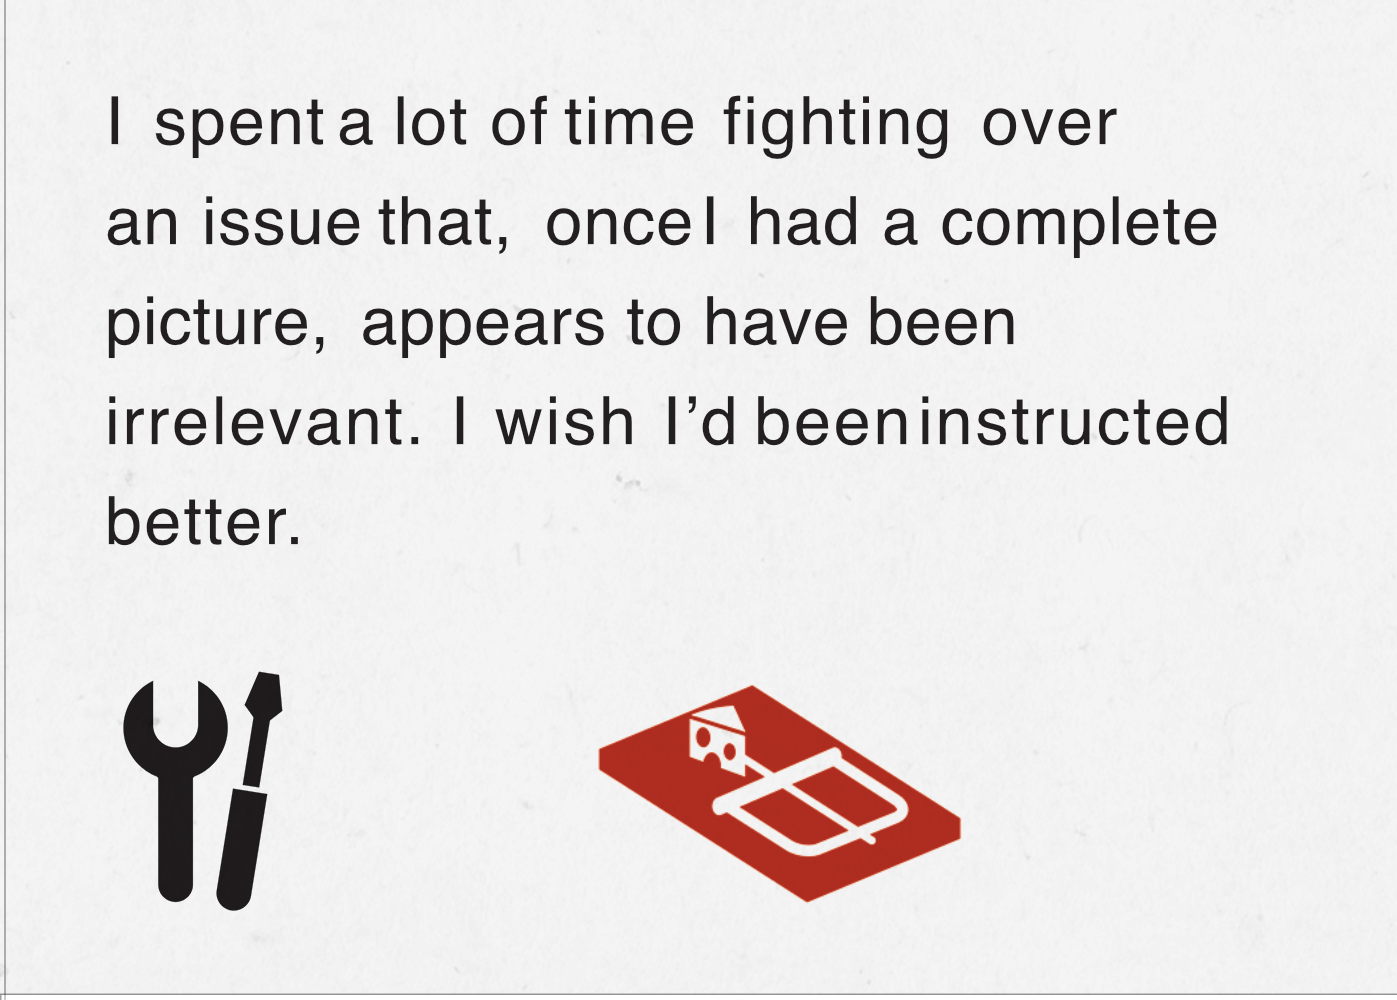 I spent a lot of time fighting over
an issue that, once I had a complete
picture, appears to have been
irrelevant. I wish I’d been instructed
better.